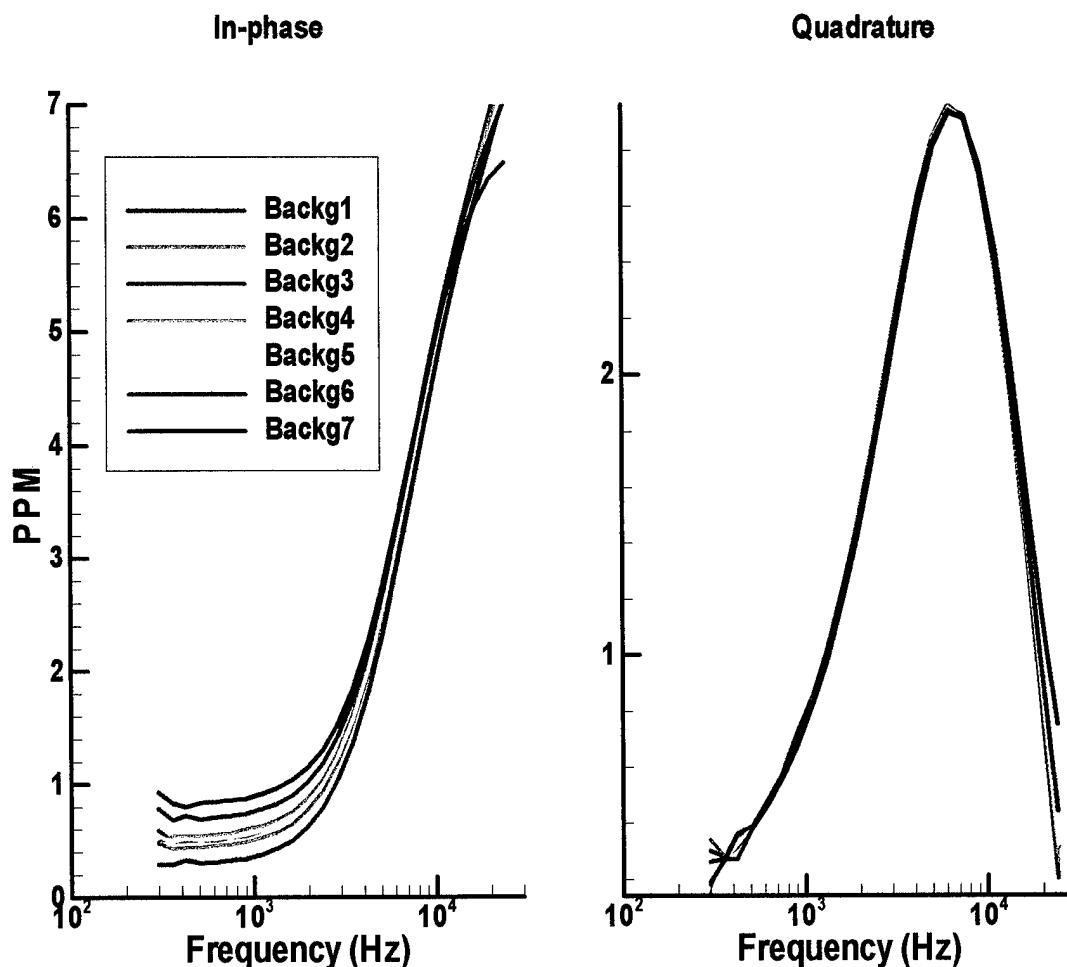 In-phase
Quadrature
7
6
5
4
3
2
1
0
PPM
Backg1
Backg2
Backg3
Backg4
Backg5
Backg6
Backg7
10²
10³
10⁴
Frequency (Hz)
2
1
10²
10³
10⁴
Frequency (Hz)